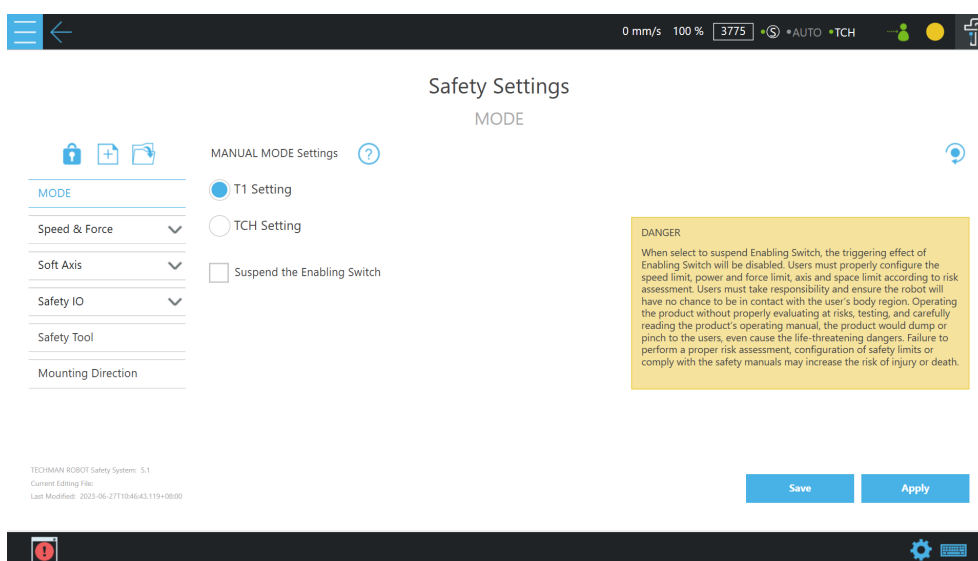 0 mm/s 100 % 3775 S AUTO TCH
Safety Settings
MODE
MANUAL MODE Settings ?
MODE
T1 Setting
Speed & Force
TCH Setting
Soft Axis
Suspend the Enabling Switch
Safety IO
Safety Tool
Mounting Direction
DANGER
When select to suspend Enabling Switch, the triggering effect of
Enabling Switch will be disabled. Users must properly configure the
speed limit, power and force limit, axis and space limit according to risk
assessment. Users must take responsibility and ensure the robot will
have no chance to be in contact with the user's body region. Operating
the product without properly evaluating at risks, testing, and carefully
reading the product's operating manual, the product would dump or
pinch to the users, even cause the life-threatening dangers. Failure to
perform a proper risk assessment, configuration of safety limits or
comply with the safety manuals may increase the risk of injury or death.
TECHMAN ROBOT Safety System: 5.1
Current Editing File:
Last Modified: 2023-06-27T10:46:43.119+08:00
Save
Apply